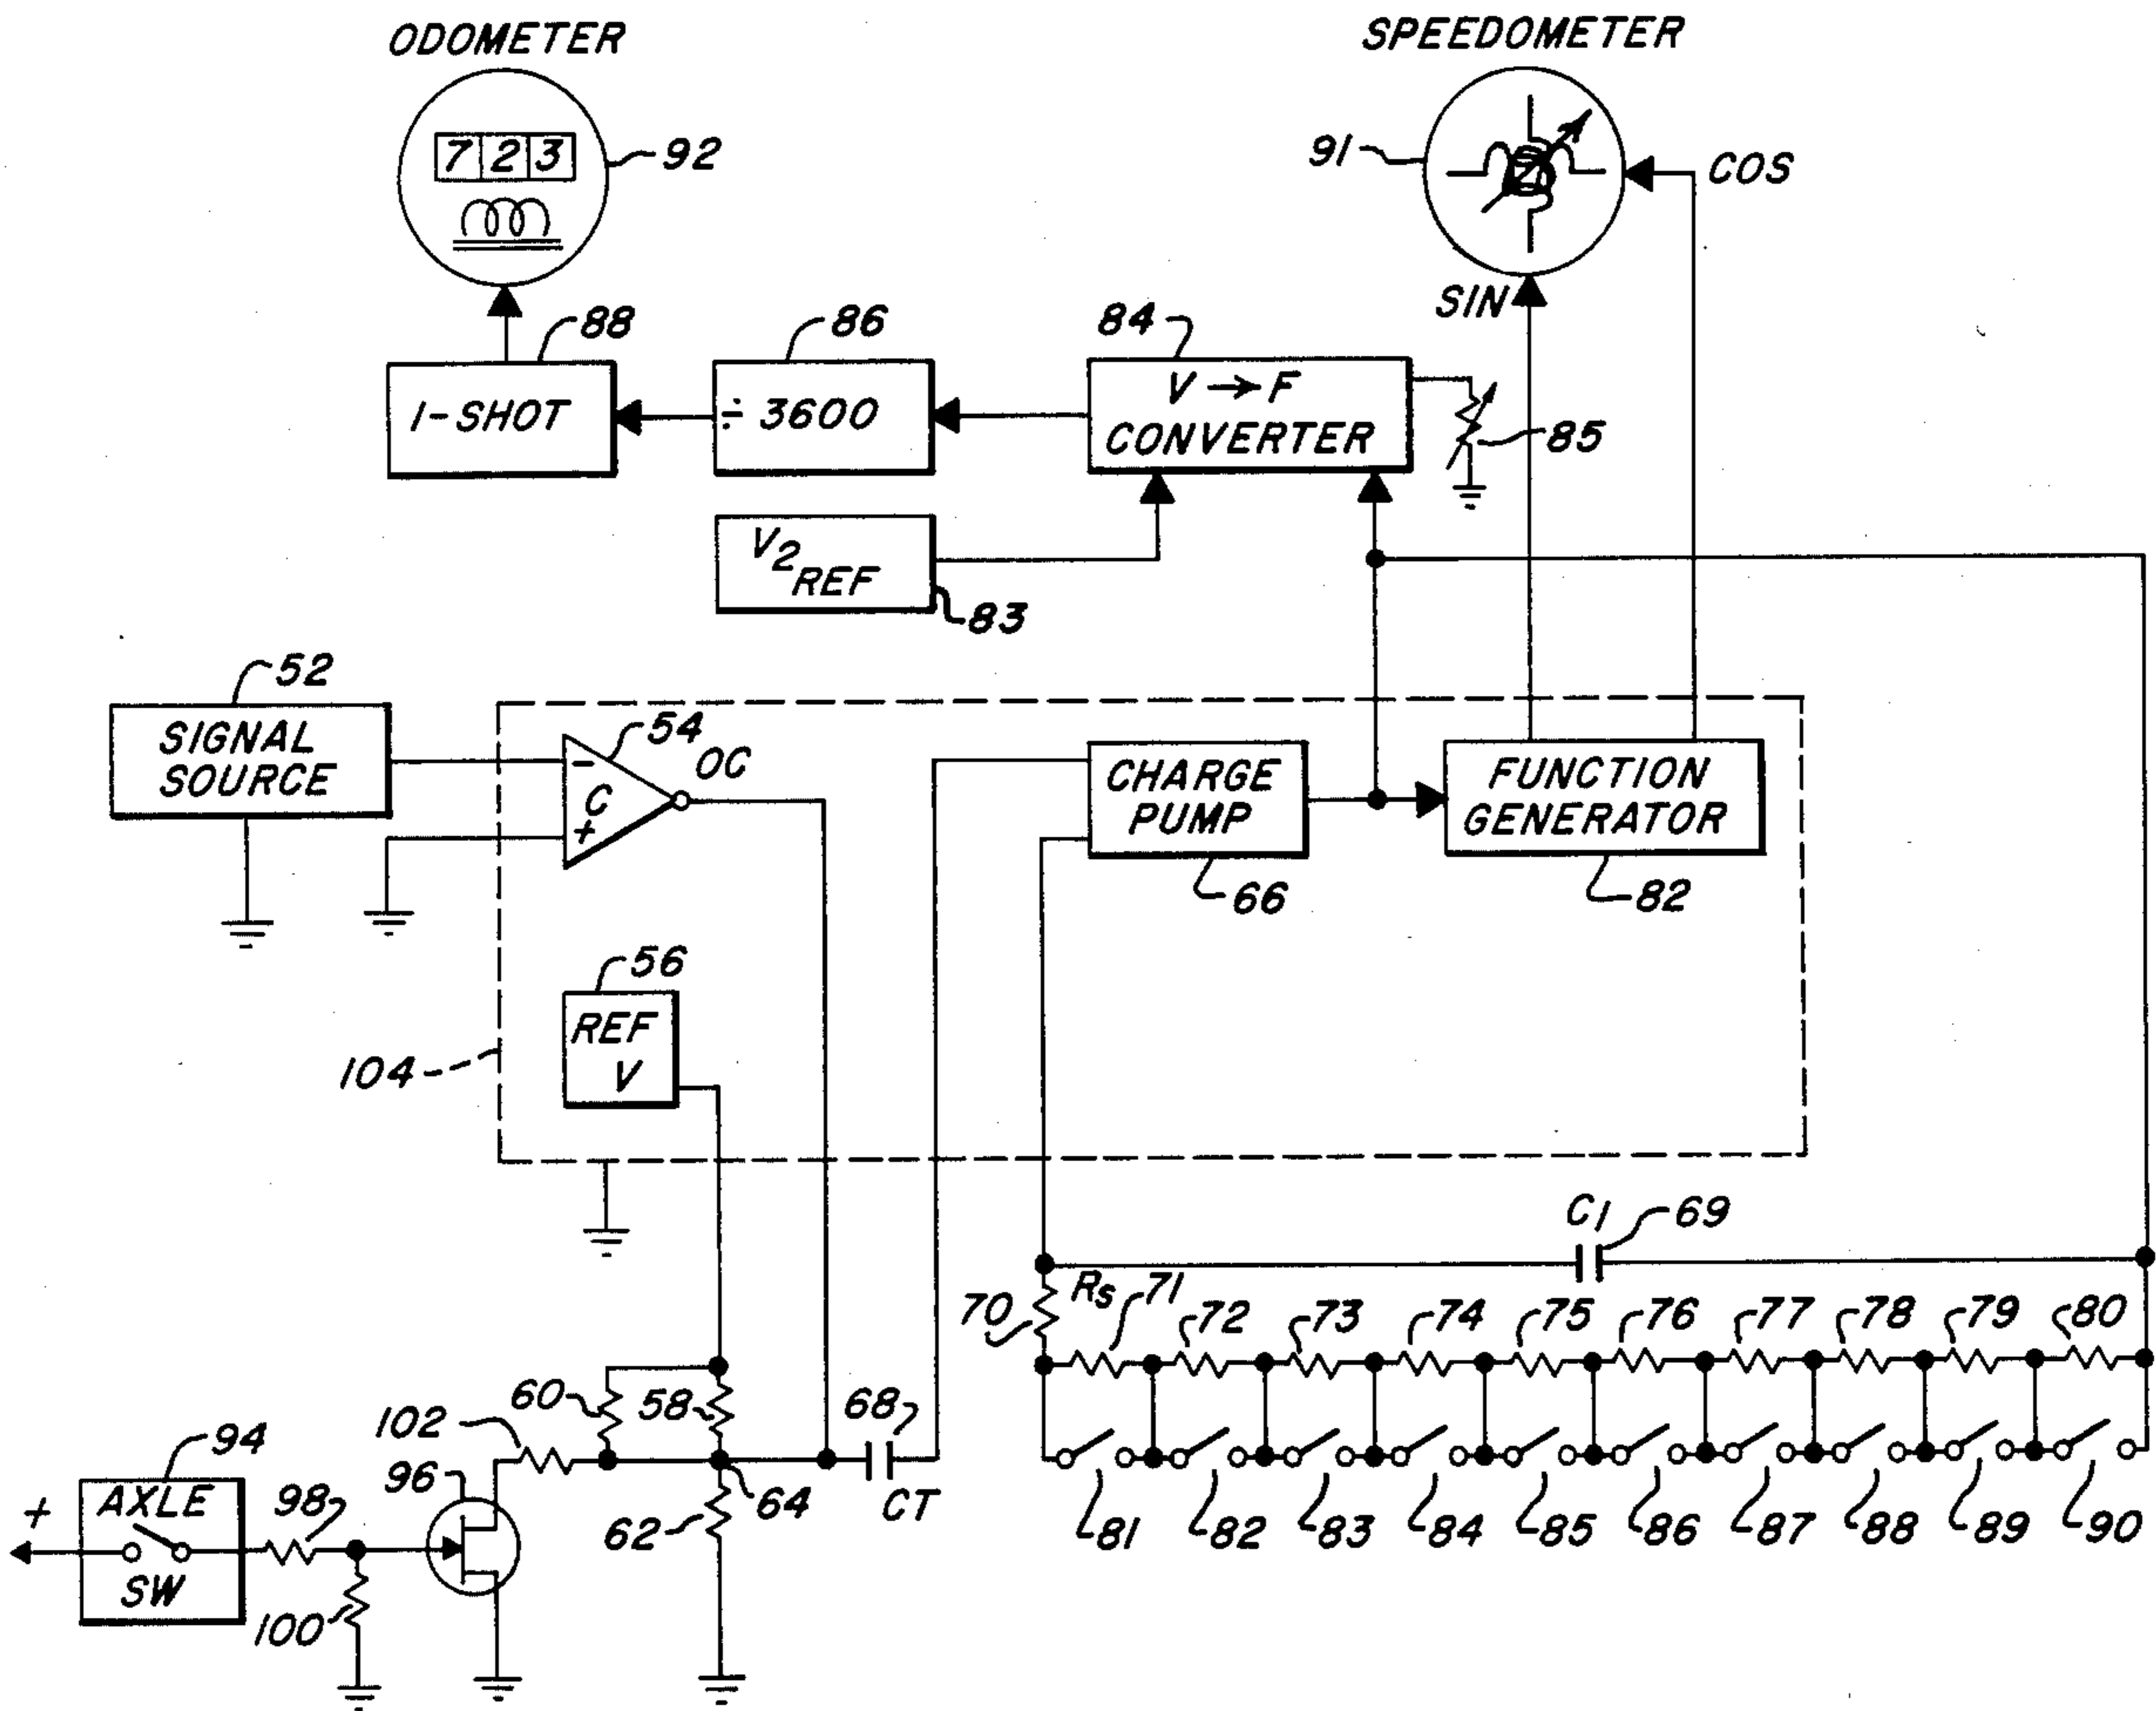 ODOMETER
SPEEDOMETER
7 2 3
92
91
COS
SIN
88
86
84
1-SHOT
÷ 3600
V → F
CONVERTER
85
V2 REF
83
52
SIGNAL
SOURCE
54
OC
-
C
+
CHARGE
PUMP
66
FUNCTION
GENERATOR
82
56
REF
V
104
C1
69
70
RS
71
72
73
74
75
76
77
78
79
80
60
58
68
102
94
96
98
64
CT
62
+
AXLE
SW
100
81
82
83
84
85
86
87
88
89
90